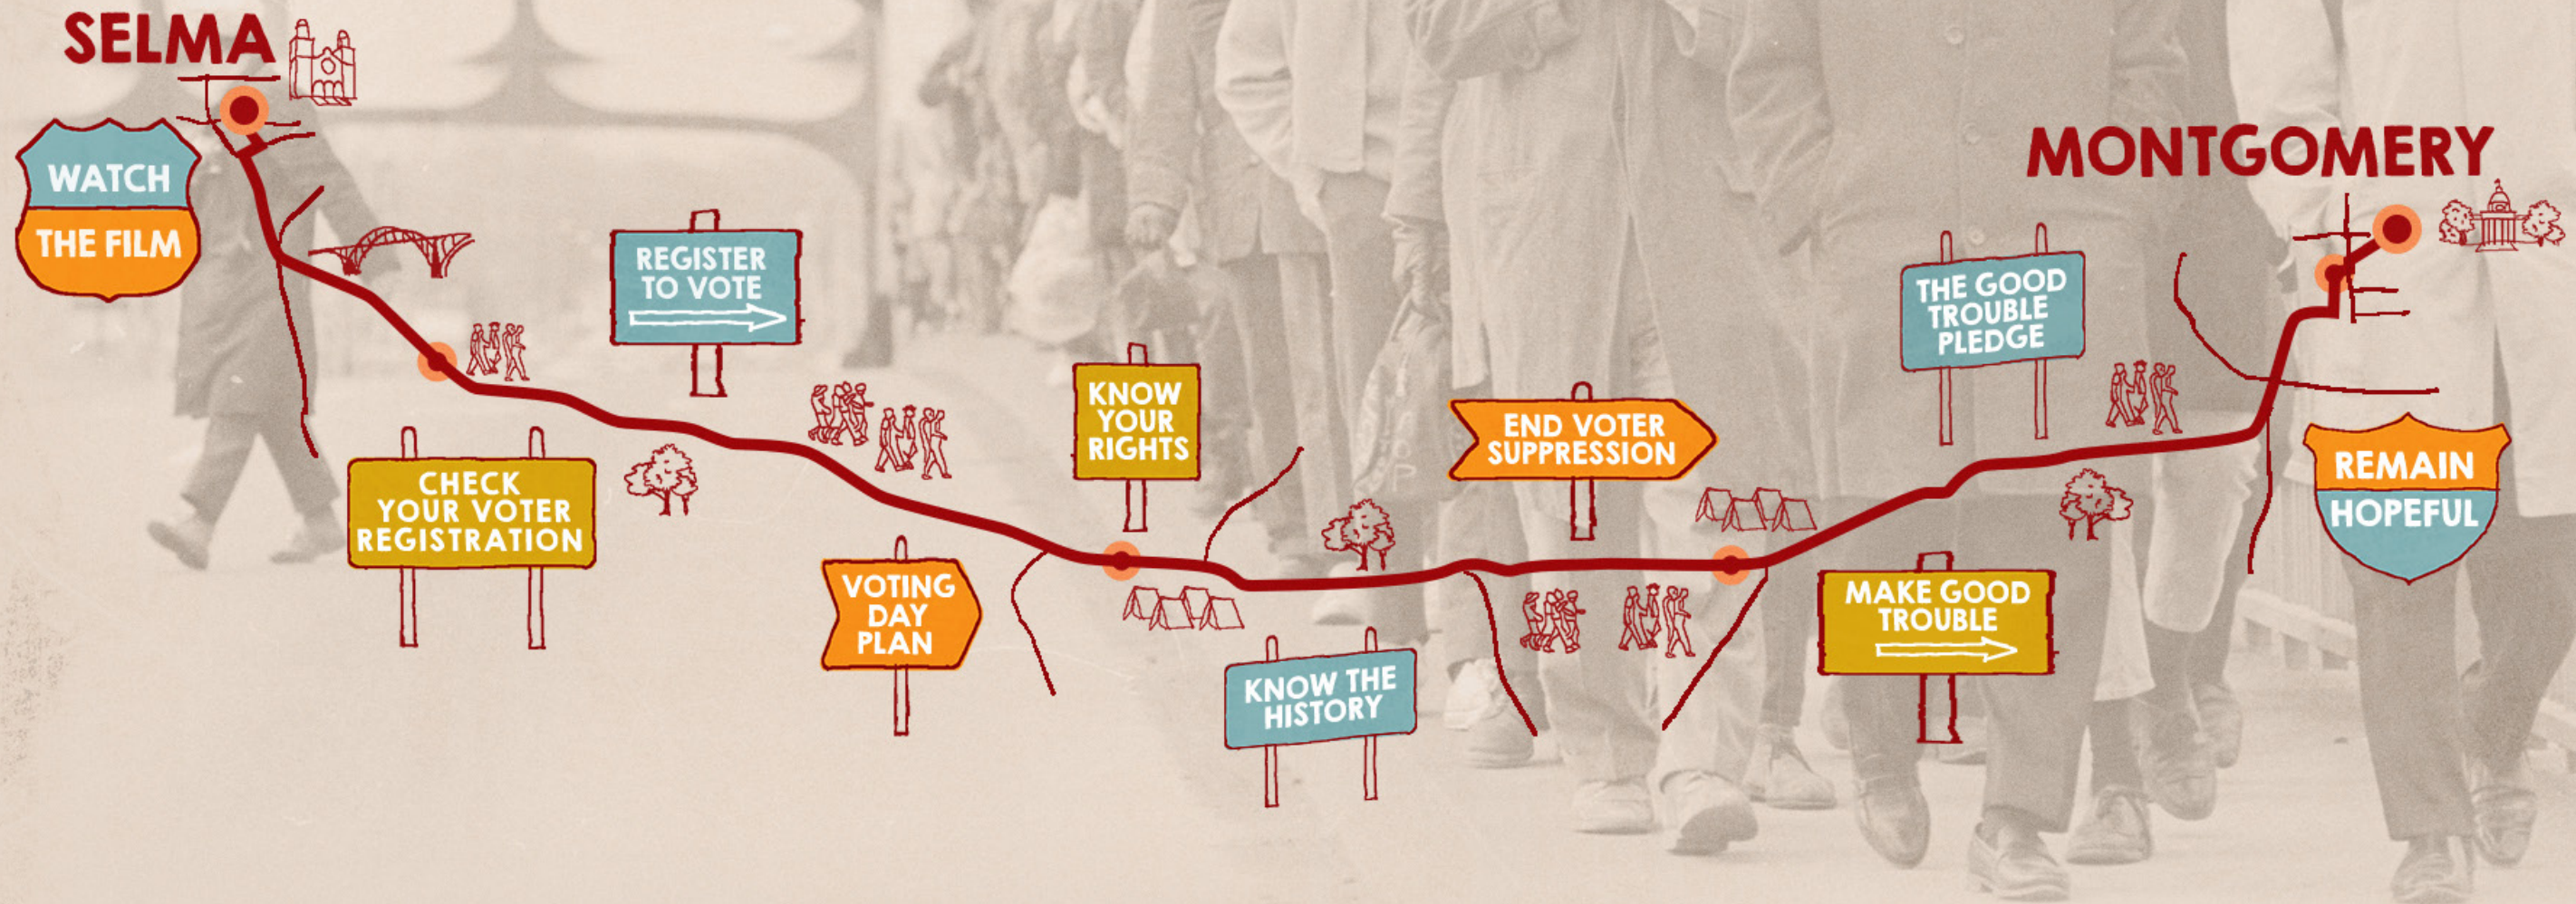 SELMA
WATCH
THE FILM
CHECK
YOUR VOTER
REGISTRATION
REGISTER
TO VOTE
VOTING
DAY
PLAN
KNOW
YOUR
RIGHTS
KNOW THE
HISTORY
END VOTER
SUPPRESSION
MAKE GOOD
TROUBLE
THE GOOD
TROUBLE
PLEDGE
MONTGOMERY
REMAIN
HOPEFUL